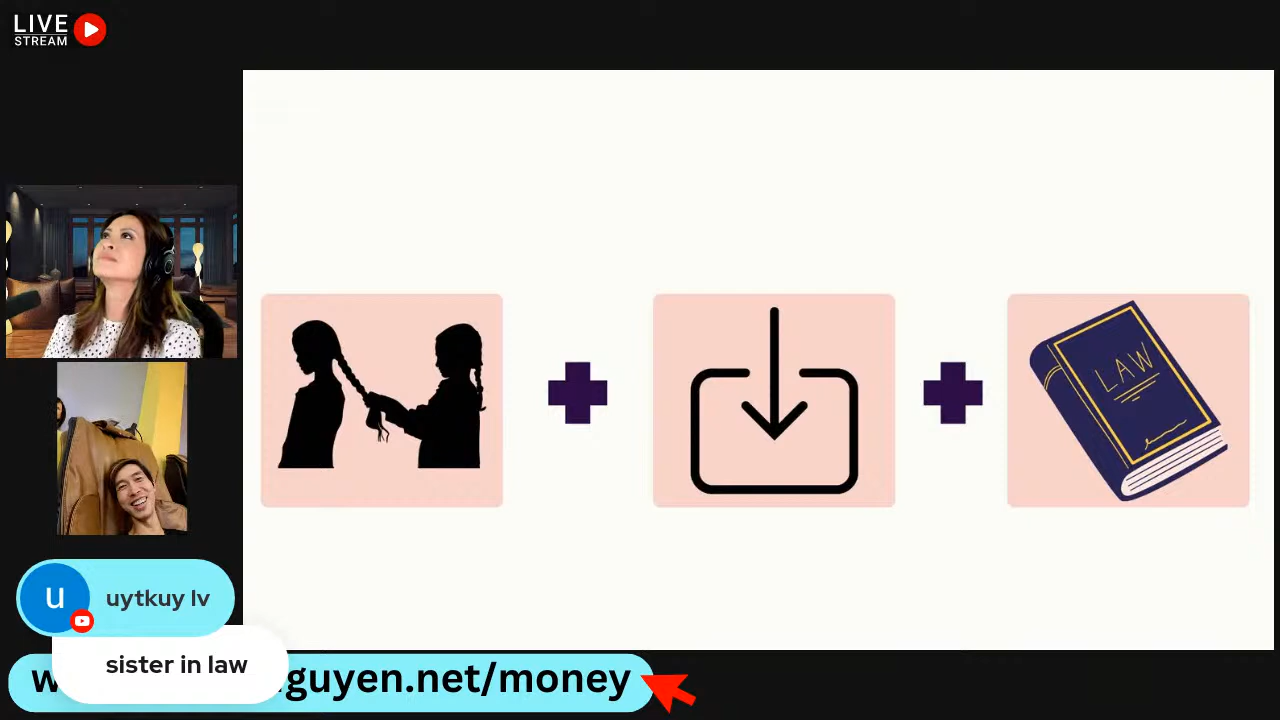 LIVE
STREAM
LAW
u
uytkuy lv
sister in law
guyen.net/money